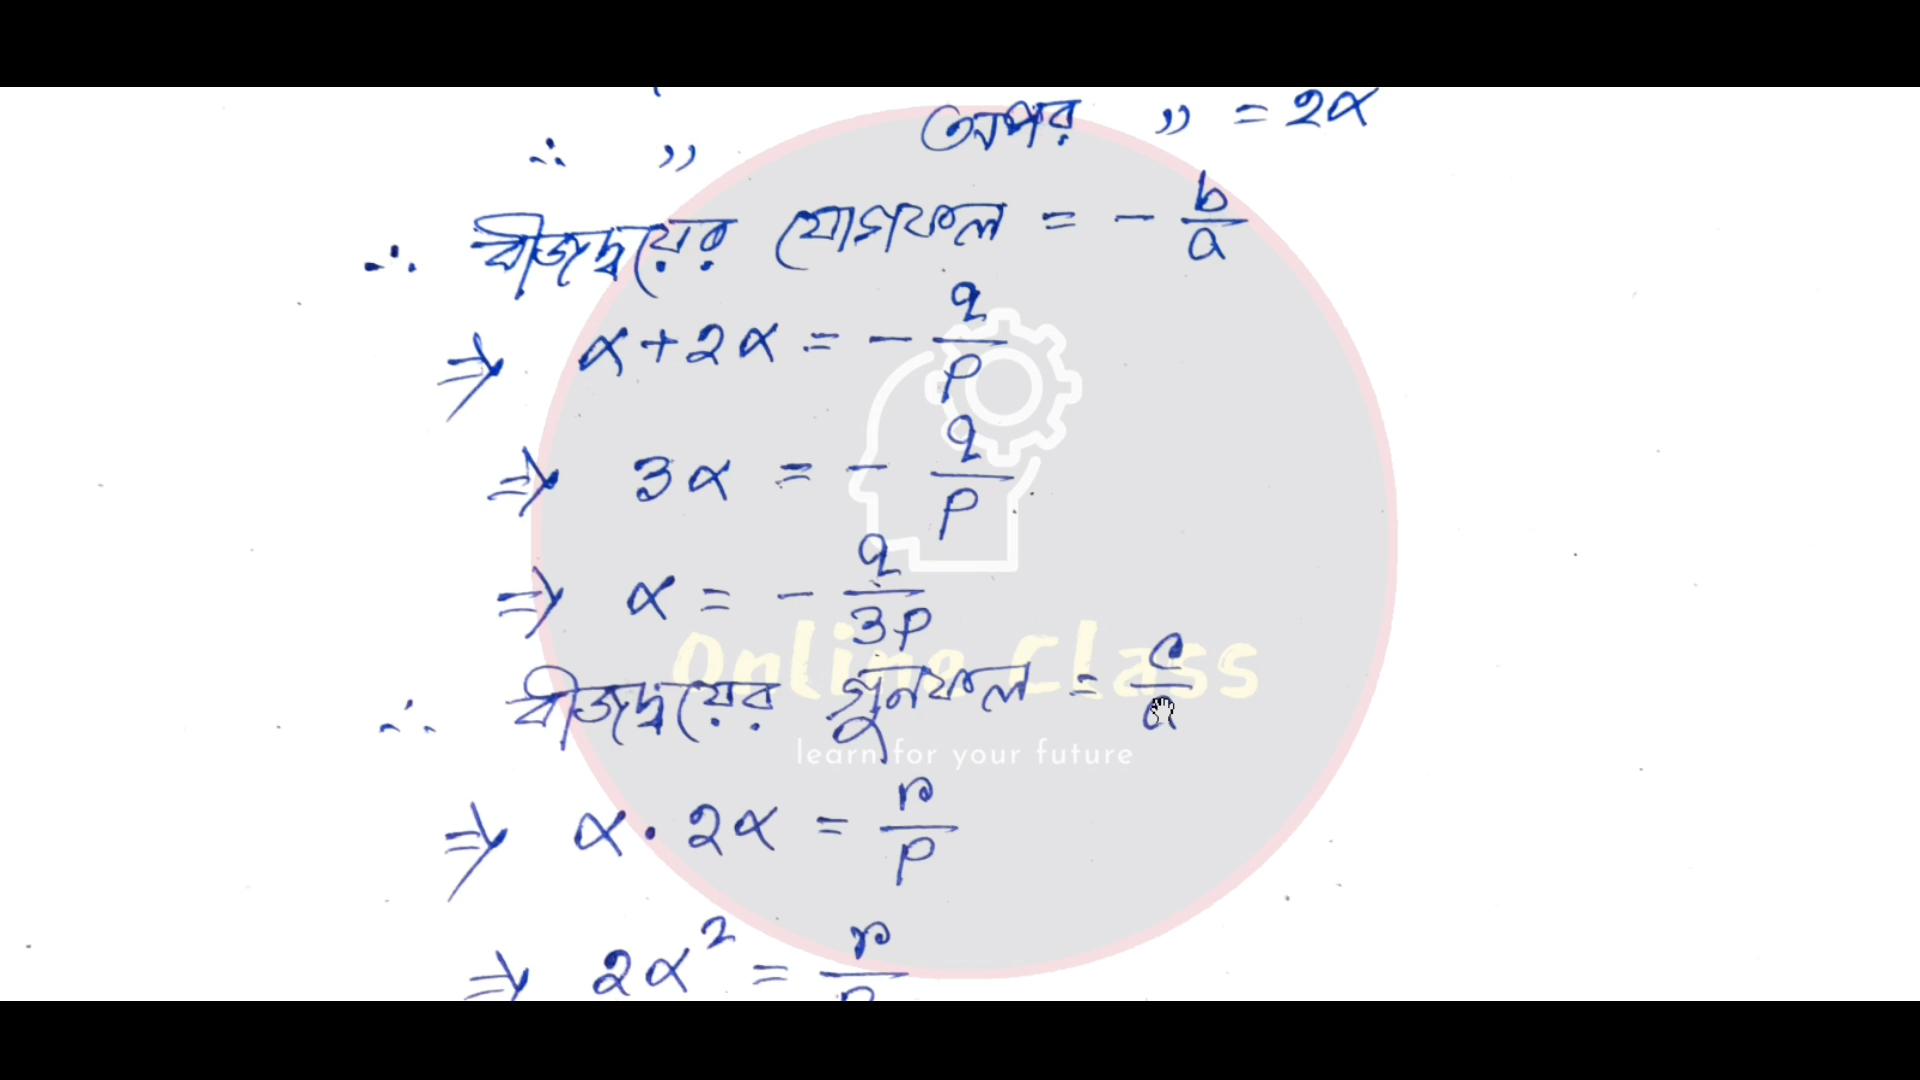 ∴ ,, অপর ,, = 2α
∴ বীজদ্বয়ের যোগফল = - b/a
⇒ α + 2α = - q/p
⇒ 3α = - q/p
⇒ α = - q/3p
Online Class
∴ বীজদ্বয়ের গুনফল = c/a
learn for your future
⇒ α · 2α = r/p
⇒ 2α² = r/p